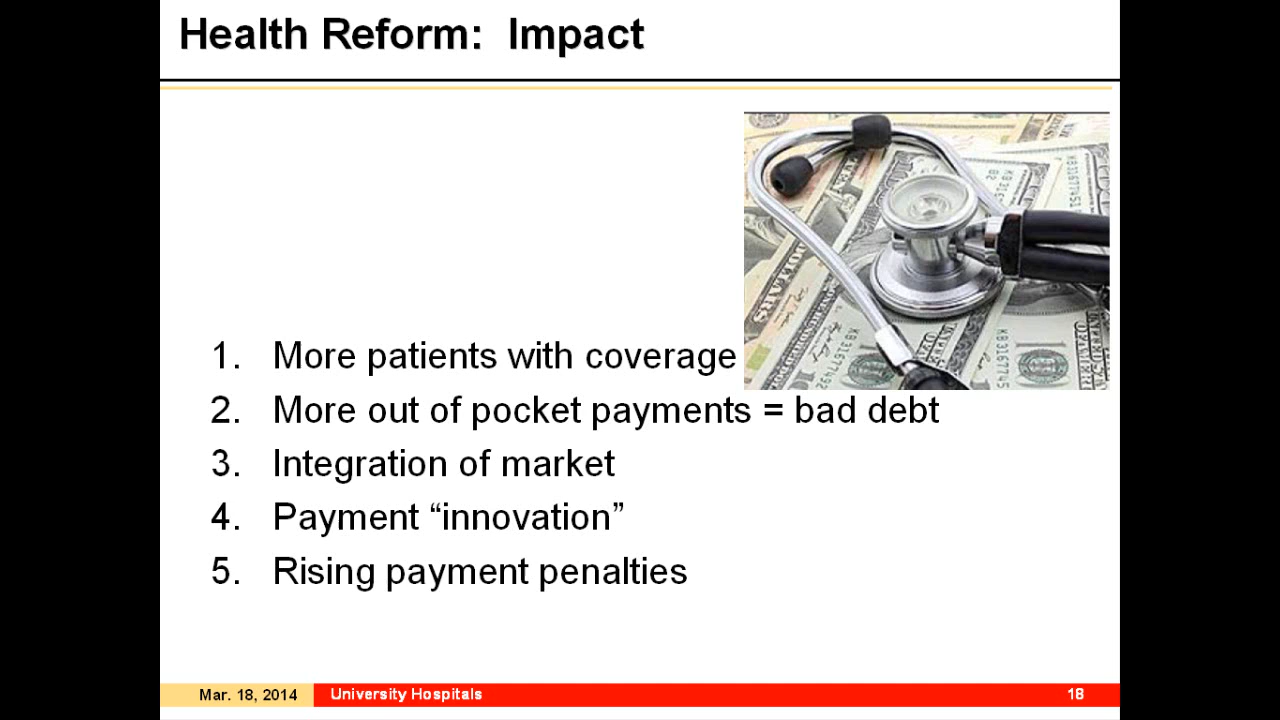 Health Reform: Impact
1. More patients with coverage
2. More out of pocket payments = bad debt
3. Integration of market
4. Payment “innovation”
5. Rising payment penalties
Mar. 18, 2014 University Hospitals 18